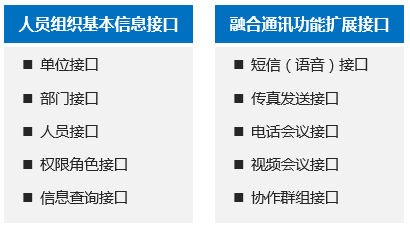 人员组织基本信息接口
■ 单位接口
■ 部门接口
■ 人员接口
■ 权限角色接口
■ 信息查询接口
融合通讯功能扩展接口
■ 短信（语音）接口
■ 传真发送接口
■ 电话会议接口
■ 视频会议接口
■ 协作群组接口